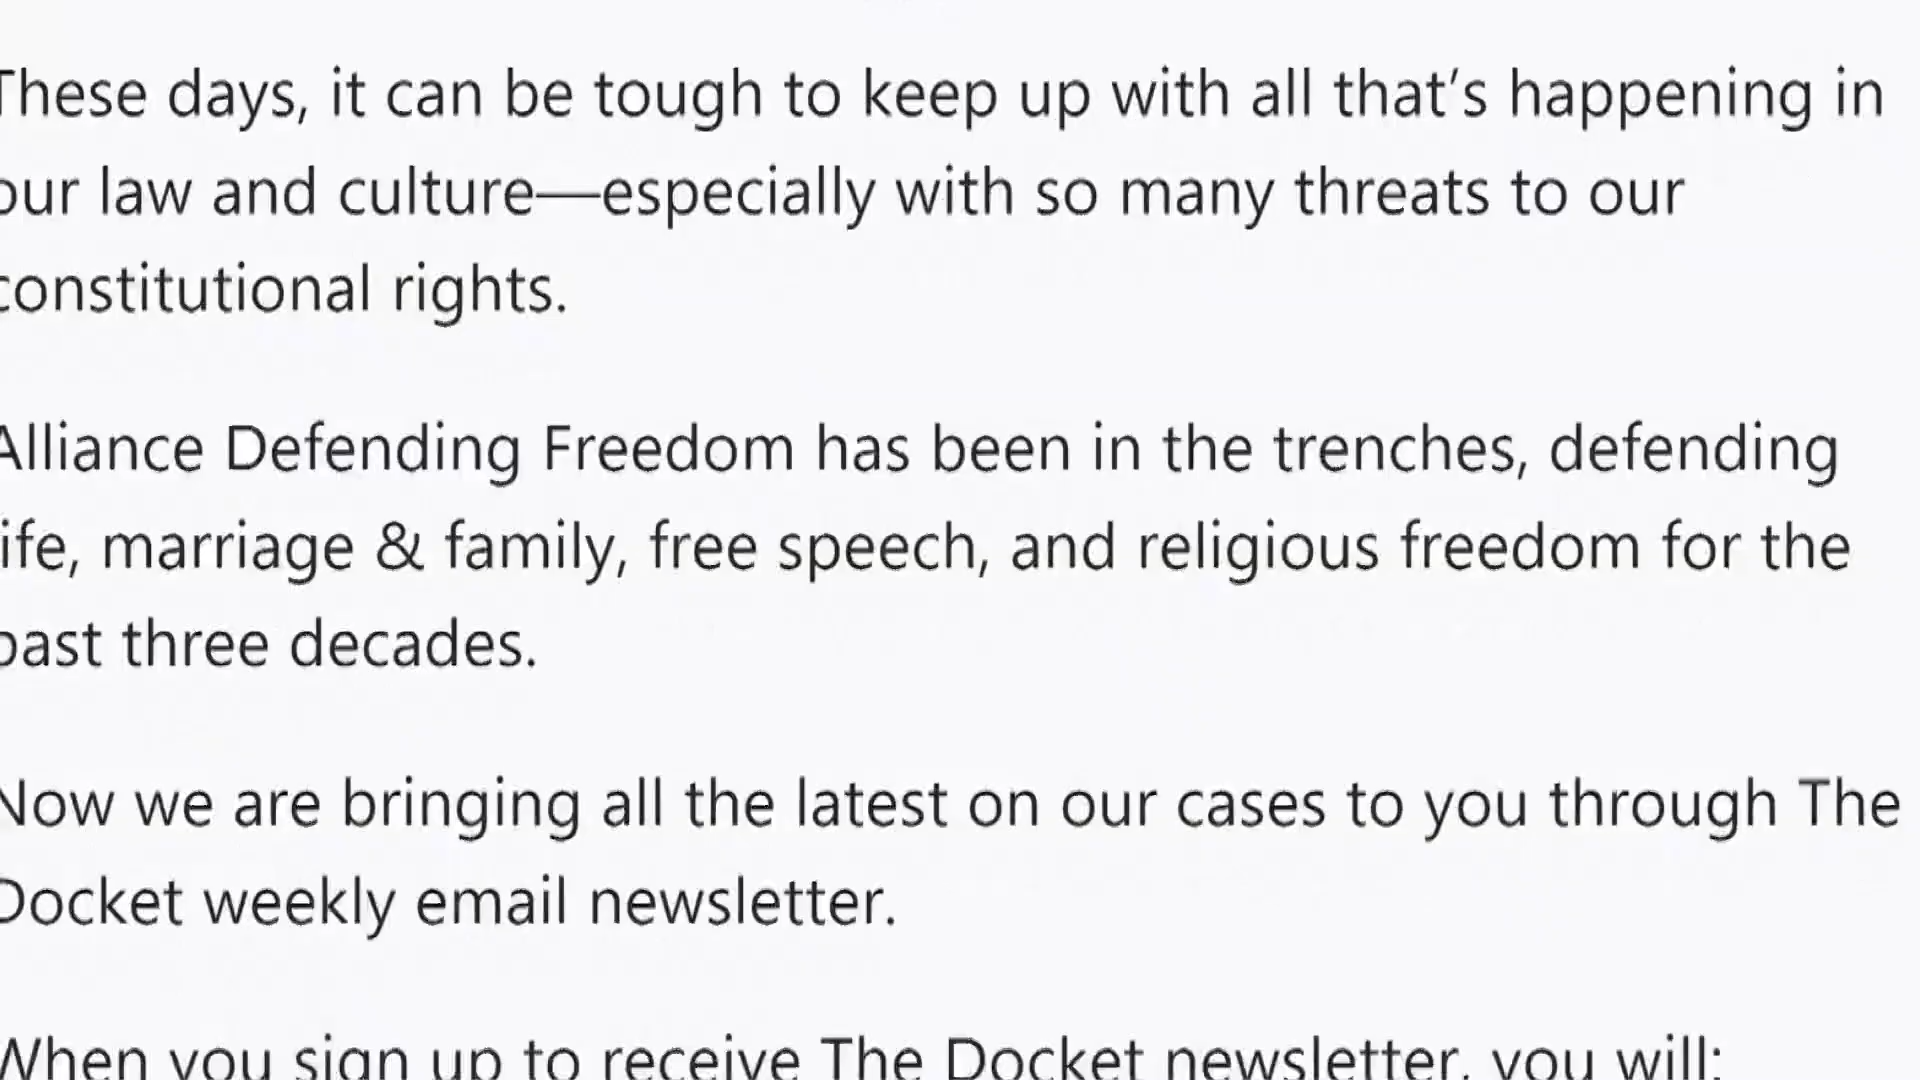 These days, it can be tough to keep up with all that’s happening in
our law and culture—especially with so many threats to our
constitutional rights.
Alliance Defending Freedom has been in the trenches, defending
life, marriage & family, free speech, and religious freedom for the
past three decades.
Now we are bringing all the latest on our cases to you through The
Docket weekly email newsletter.
When you sign up to receive The Docket newsletter, you will: